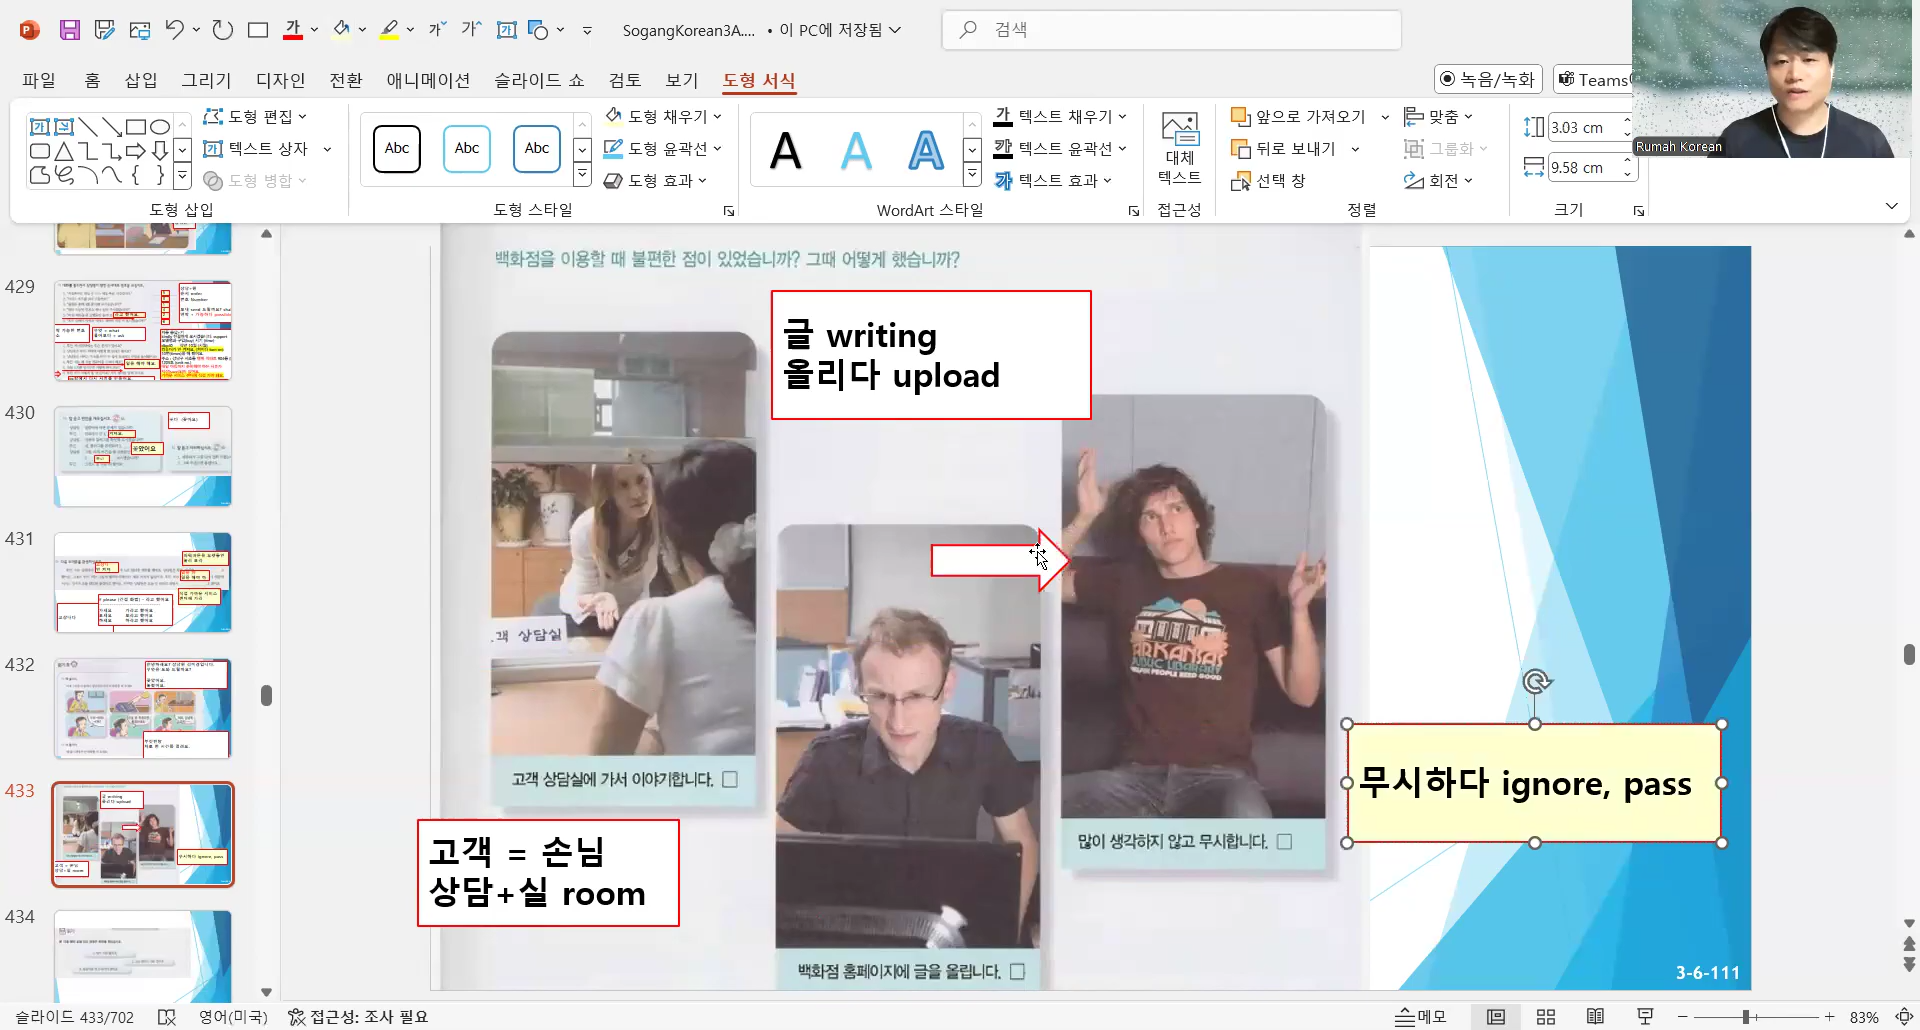 SogangKorean3A.... • 이 PC에 저장됨
검색
파일 홈 삽입 그리기 디자인 전환 애니메이션 슬라이드 쇼 검토 보기 도형 서식
녹음/녹화
Teams
Rumah Korean
도형 편집
텍스트 상자
도형 병합
도형 삽입
Abc Abc Abc
도형 채우기
도형 윤곽선
도형 효과
도형 스타일
A A A
텍스트 채우기
텍스트 윤곽선
텍스트 효과
WordArt 스타일
대체
텍스트
접근성
앞으로 가져오기
뒤로 보내기
선택 창
맞춤
그룹화
회전
정렬
3.03 cm
9.58 cm
크기
429
430
431
432
433
434
백화점을 이용할 때 불편한 점이 있었습니까? 그때 어떻게 했습니까?
글 writing
올리다 upload
고객 상담실
고객 상담실에 가서 이야기합니다.
고객 = 손님
상담+실 room
백화점 홈페이지에 글을 올립니다.
ARKANSAS
PUBLIC LIBRARY
많이 생각하지 않고 무시합니다.
무시하다 ignore, pass
3-6-111
슬라이드 433/702
영어(미국)
접근성: 조사 필요
메모
83%